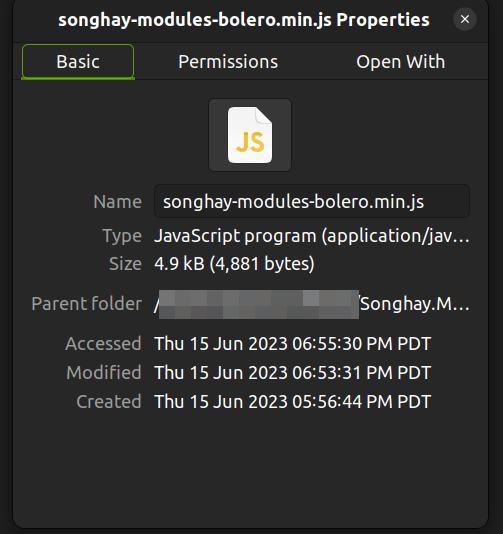 songhay-modules-bolero.min.js Properties
Basic Permissions Open With
JS
Name songhay-modules-bolero.min.js
Type JavaScript program (application/jav…
Size 4.9 kB (4,881 bytes)
Parent folder / /Songhay.M…
Accessed Thu 15 Jun 2023 06:55:30 PM PDT
Modified Thu 15 Jun 2023 06:53:31 PM PDT
Created Thu 15 Jun 2023 05:56:44 PM PDT